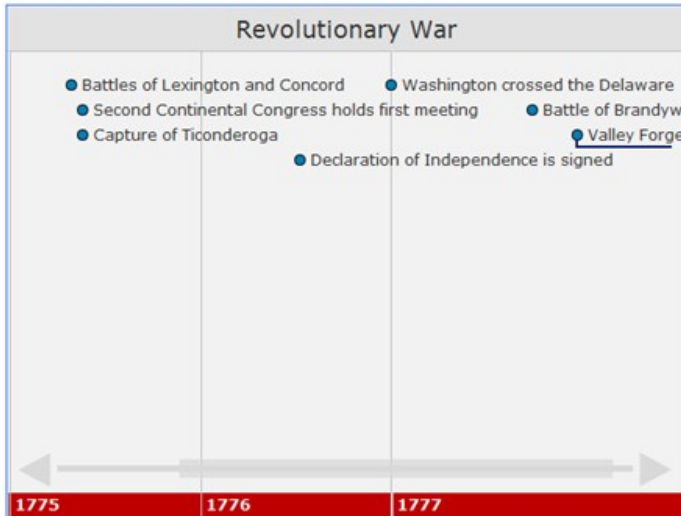 Revolutionary War
Battles of Lexington and Concord
Washington crossed the Delaware
Second Continental Congress holds first meeting
Battle of Brandyw
Capture of Ticonderoga
Valley Forge
Declaration of Independence is signed
1775
1776
1777